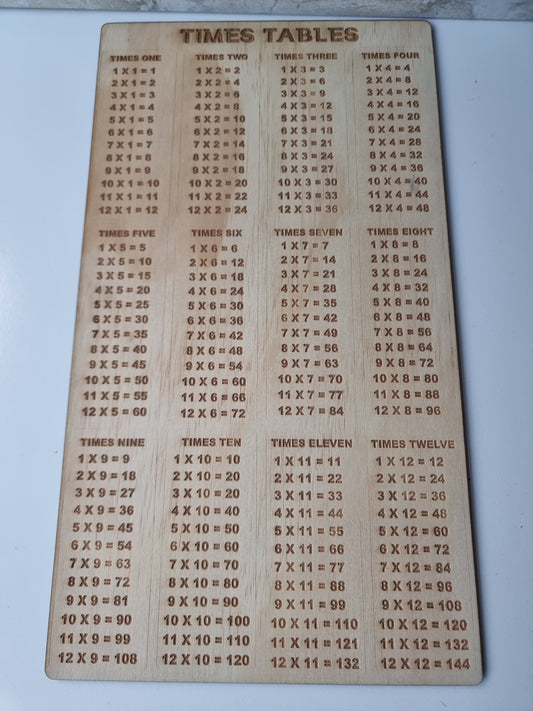 TIMES TABLES
TIMES ONE
1 X 1 = 1
2 X 1 = 2
3 X 1 = 3
4 X 1 = 4
5 X 1 = 5
6 X 1 = 6
7 X 1 = 7
8 X 1 = 8
9 X 1 = 9
10 X 1 = 10
11 X 1 = 11
12 X 1 = 12
TIMES TWO
1 X 2 = 2
2 X 2 = 4
3 X 2 = 6
4 X 2 = 8
5 X 2 = 10
6 X 2 = 12
7 X 2 = 14
8 X 2 = 16
9 X 2 = 18
10 X 2 = 20
11 X 2 = 22
12 X 2 = 24
TIMES THREE
1 X 3 = 3
2 X 3 = 6
3 X 3 = 9
4 X 3 = 12
5 X 3 = 15
6 X 3 = 18
7 X 3 = 21
8 X 3 = 24
9 X 3 = 27
10 X 3 = 30
11 X 3 = 33
12 X 3 = 36
TIMES FOUR
1 X 4 = 4
2 X 4 = 8
3 X 4 = 12
4 X 4 = 16
5 X 4 = 20
6 X 4 = 24
7 X 4 = 28
8 X 4 = 32
9 X 4 = 36
10 X 4 = 40
11 X 4 = 44
12 X 4 = 48
TIMES FIVE
1 X 5 = 5
2 X 5 = 10
3 X 5 = 15
4 X 5 = 20
5 X 5 = 25
6 X 5 = 30
7 X 5 = 35
8 X 5 = 40
9 X 5 = 45
10 X 5 = 50
11 X 5 = 55
12 X 5 = 60
TIMES SIX
1 X 6 = 6
2 X 6 = 12
3 X 6 = 18
4 X 6 = 24
5 X 6 = 30
6 X 6 = 36
7 X 6 = 42
8 X 6 = 48
9 X 6 = 54
10 X 6 = 60
11 X 6 = 66
12 X 6 = 72
TIMES SEVEN
1 X 7 = 7
2 X 7 = 14
3 X 7 = 21
4 X 7 = 28
5 X 7 = 35
6 X 7 = 42
7 X 7 = 49
8 X 7 = 56
9 X 7 = 63
10 X 7 = 70
11 X 7 = 77
12 X 7 = 84
TIMES EIGHT
1 X 8 = 8
2 X 8 = 16
3 X 8 = 24
4 X 8 = 32
5 X 8 = 40
6 X 8 = 48
7 X 8 = 56
8 X 8 = 64
9 X 8 = 72
10 X 8 = 80
11 X 8 = 88
12 X 8 = 96
TIMES NINE
1 X 9 = 9
2 X 9 = 18
3 X 9 = 27
4 X 9 = 36
5 X 9 = 45
6 X 9 = 54
7 X 9 = 63
8 X 9 = 72
9 X 9 = 81
10 X 9 = 90
11 X 9 = 99
12 X 9 = 108
TIMES TEN
1 X 10 = 10
2 X 10 = 20
3 X 10 = 20
4 X 10 = 40
5 X 10 = 50
6 X 10 = 60
7 X 10 = 70
8 X 10 = 80
9 X 10 = 90
10 X 10 = 100
11 X 10 = 110
12 X 10 = 120
TIMES ELEVEN
1 X 11 = 11
2 X 11 = 22
3 X 11 = 33
4 X 11 = 44
5 X 11 = 55
6 X 11 = 66
7 X 11 = 77
8 X 11 = 88
9 X 11 = 99
10 X 11 = 110
11 X 11 = 121
12 X 11 = 132
TIMES TWELVE
1 X 12 = 12
2 X 12 = 24
3 X 12 = 36
4 X 12 = 48
5 X 12 = 60
6 X 12 = 72
7 X 12 = 84
8 X 12 = 96
9 X 12 = 108
10 X 12 = 120
11 X 12 = 132
12 X 12 = 144